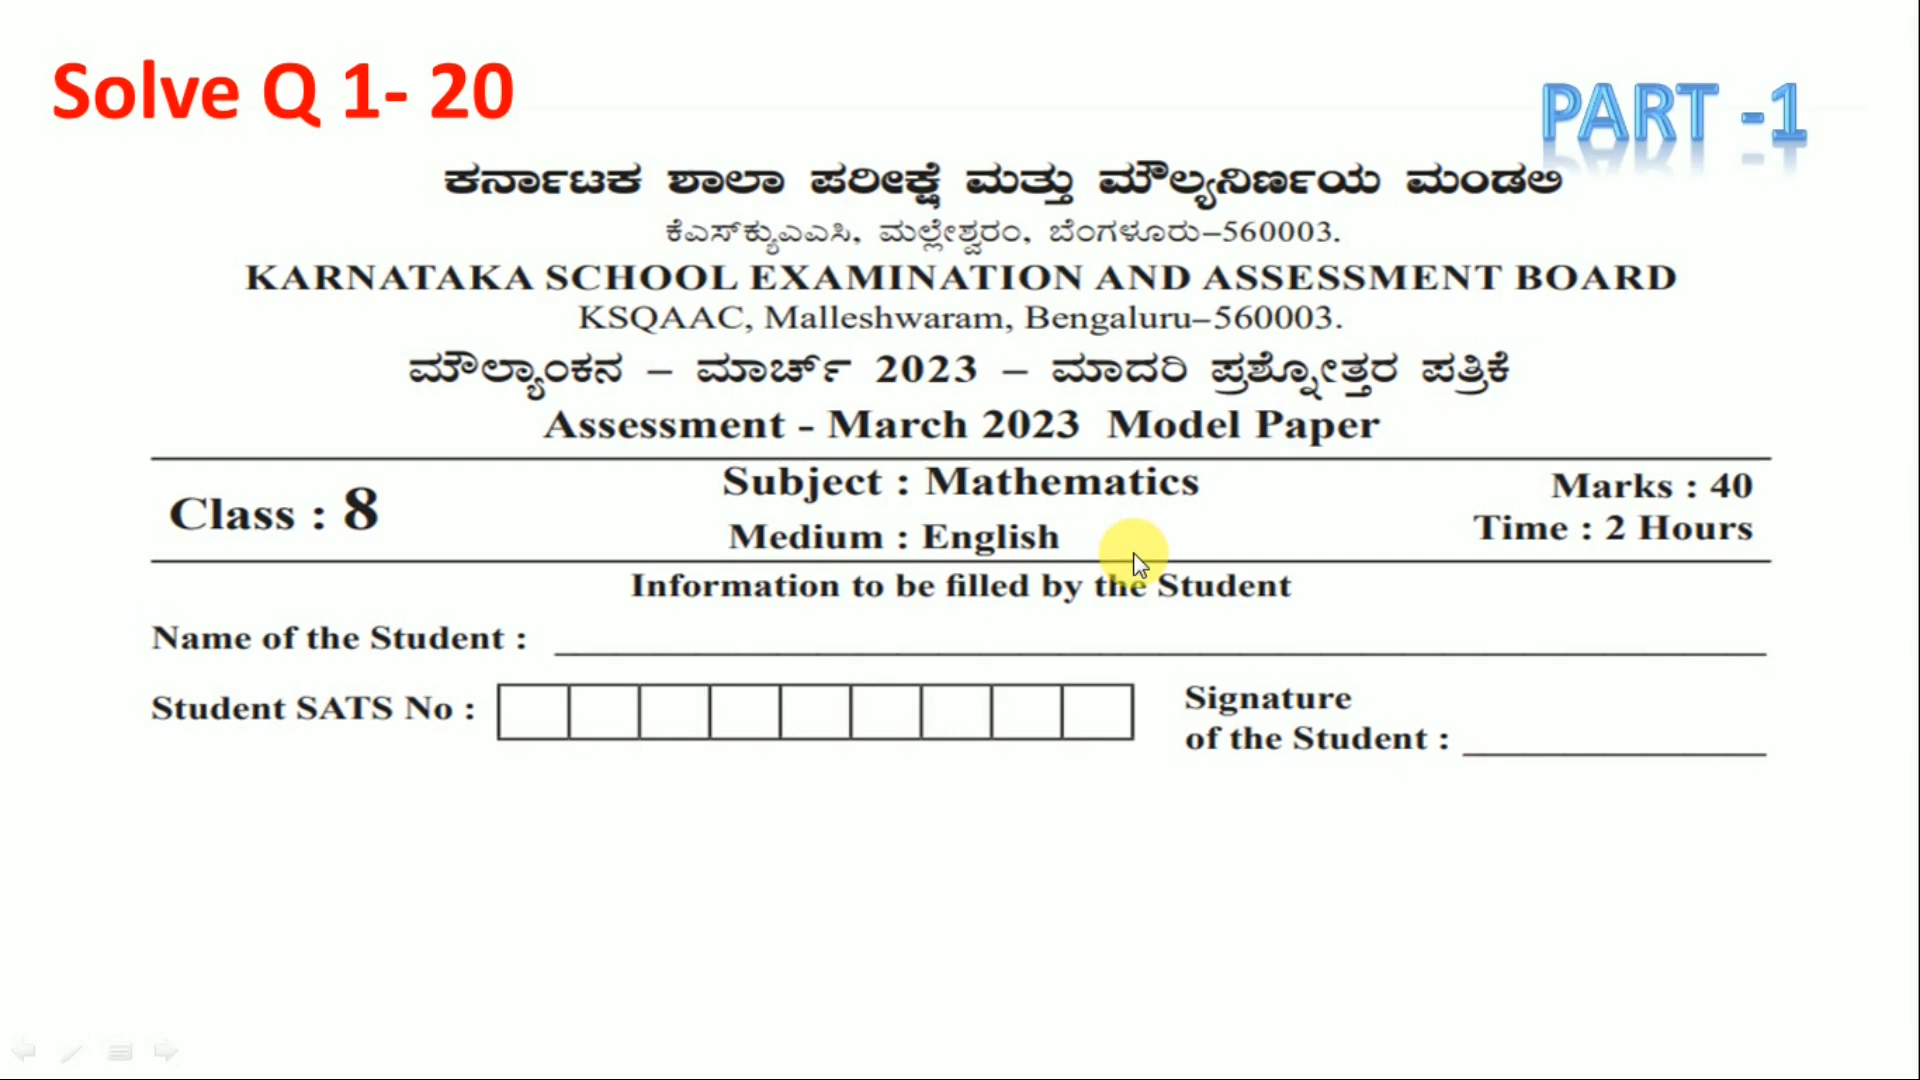 Solve Q 1- 20
PART -1
ಕರ್ನಾಟಕ ಶಾಲಾ ಪರೀಕ್ಷೆ ಮತ್ತು ಮೌಲ್ಯನಿರ್ಣಯ ಮಂಡಲಿ
ಕೆಎಸ್‌ಕ್ಯುಎಎಸಿ, ಮಲ್ಲೇಶ್ವರಂ, ಬೆಂಗಳೂರು–560003.
KARNATAKA SCHOOL EXAMINATION AND ASSESSMENT BOARD
KSQAAC, Malleshwaram, Bengaluru–560003.
ಮೌಲ್ಯಾಂಕನ – ಮಾರ್ಚ್ 2023 – ಮಾದರಿ ಪ್ರಶ್ನೋತ್ತರ ಪತ್ರಿಕೆ
Assessment - March 2023 Model Paper
Class : 8
Subject : Mathematics
Medium : English
Marks : 40
Time : 2 Hours
Information to be filled by the Student
Name of the Student :
Student SATS No :
Signature
of the Student :